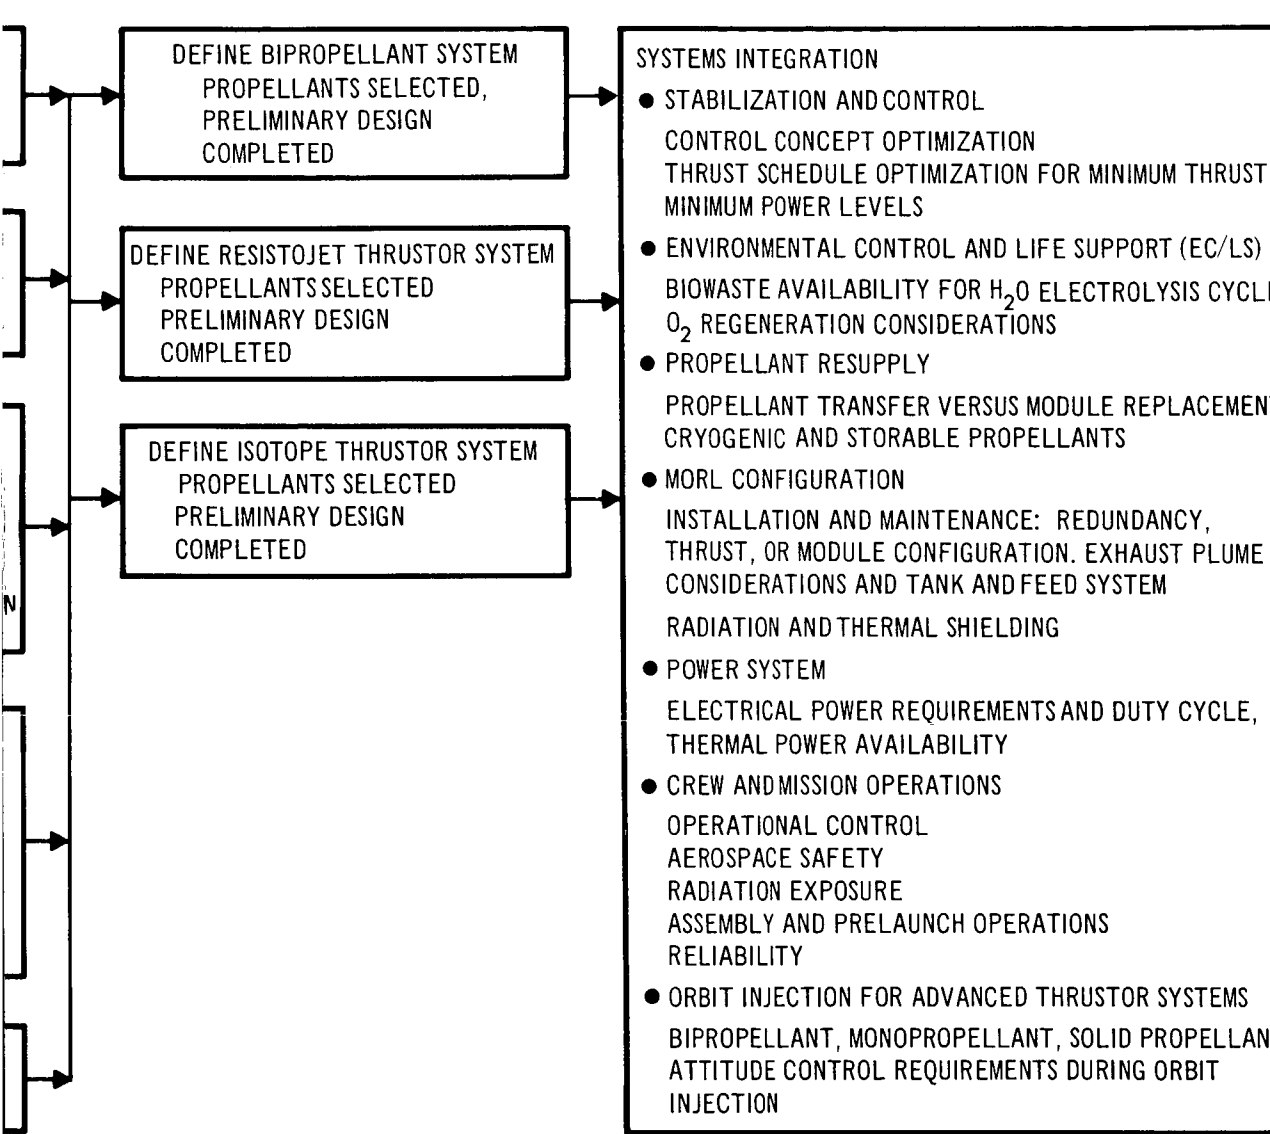 DEFINE BIPROPELLANT SYSTEM
PROPELLANTS SELECTED,
PRELIMINARY DESIGN
COMPLETED
DEFINE RESISTOJET THRUSTOR SYSTEM
PROPELLANTS SELECTED
PRELIMINARY DESIGN
COMPLETED
DEFINE ISOTOPE THRUSTOR SYSTEM
PROPELLANTS SELECTED
PRELIMINARY DESIGN
COMPLETED
N
SYSTEMS INTEGRATION
● STABILIZATION AND CONTROL
CONTROL CONCEPT OPTIMIZATION
THRUST SCHEDULE OPTIMIZATION FOR MINIMUM THRUST
MINIMUM POWER LEVELS
● ENVIRONMENTAL CONTROL AND LIFE SUPPORT (EC/LS)
BIOWASTE AVAILABILITY FOR H₂O ELECTROLYSIS CYCL
O₂ REGENERATION CONSIDERATIONS
● PROPELLANT RESUPPLY
PROPELLANT TRANSFER VERSUS MODULE REPLACEMEN
CRYOGENIC AND STORABLE PROPELLANTS
● MORL CONFIGURATION
INSTALLATION AND MAINTENANCE: REDUNDANCY,
THRUST, OR MODULE CONFIGURATION. EXHAUST PLUME
CONSIDERATIONS AND TANK AND FEED SYSTEM
RADIATION AND THERMAL SHIELDING
● POWER SYSTEM
ELECTRICAL POWER REQUIREMENTS AND DUTY CYCLE,
THERMAL POWER AVAILABILITY
● CREW AND MISSION OPERATIONS
OPERATIONAL CONTROL
AEROSPACE SAFETY
RADIATION EXPOSURE
ASSEMBLY AND PRELAUNCH OPERATIONS
RELIABILITY
● ORBIT INJECTION FOR ADVANCED THRUSTOR SYSTEMS
BIPROPELLANT, MONOPROPELLANT, SOLID PROPELLAN
ATTITUDE CONTROL REQUIREMENTS DURING ORBIT
INJECTION